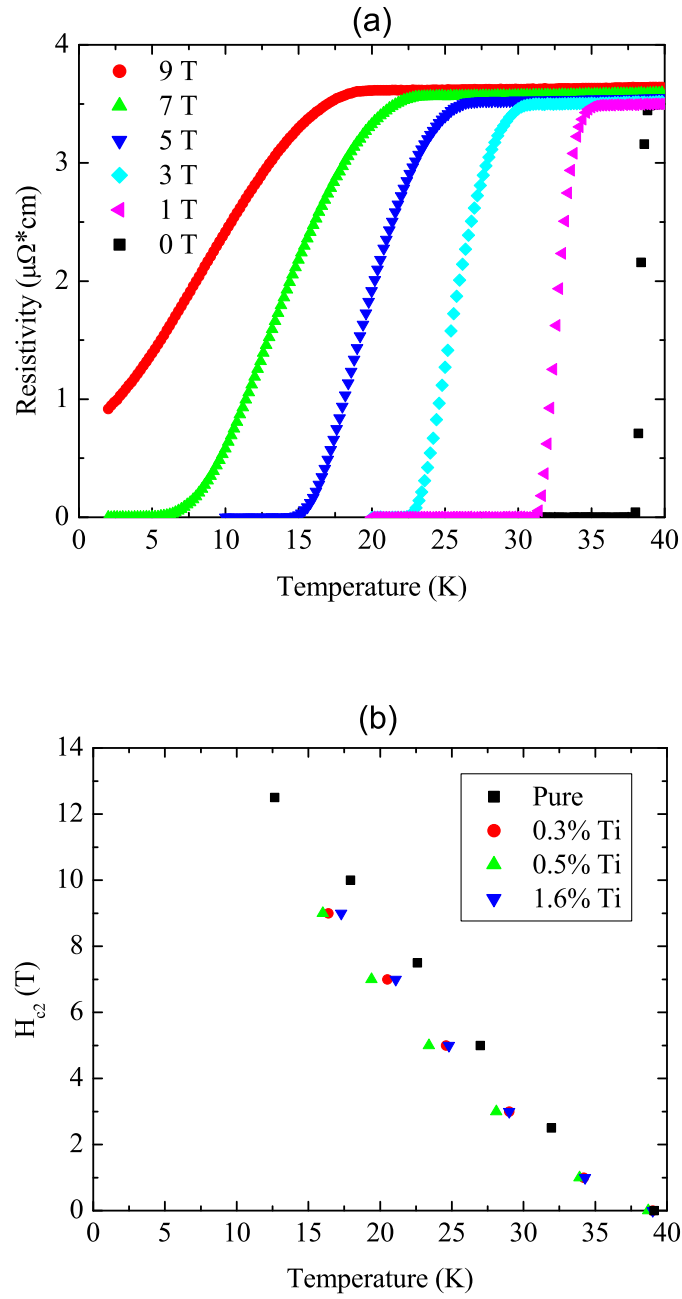 (a)
4
3
2
1
0
Resistivity (μΩ*cm)
9 T
7 T
5 T
3 T
1 T
0 T
0 5 10 15 20 25 30 35 40
Temperature (K)
(b)
14
12
10
8
6
4
2
0
H_c2 (T)
Pure
0.3% Ti
0.5% Ti
1.6% Ti
0 5 10 15 20 25 30 35 40
Temperature (K)